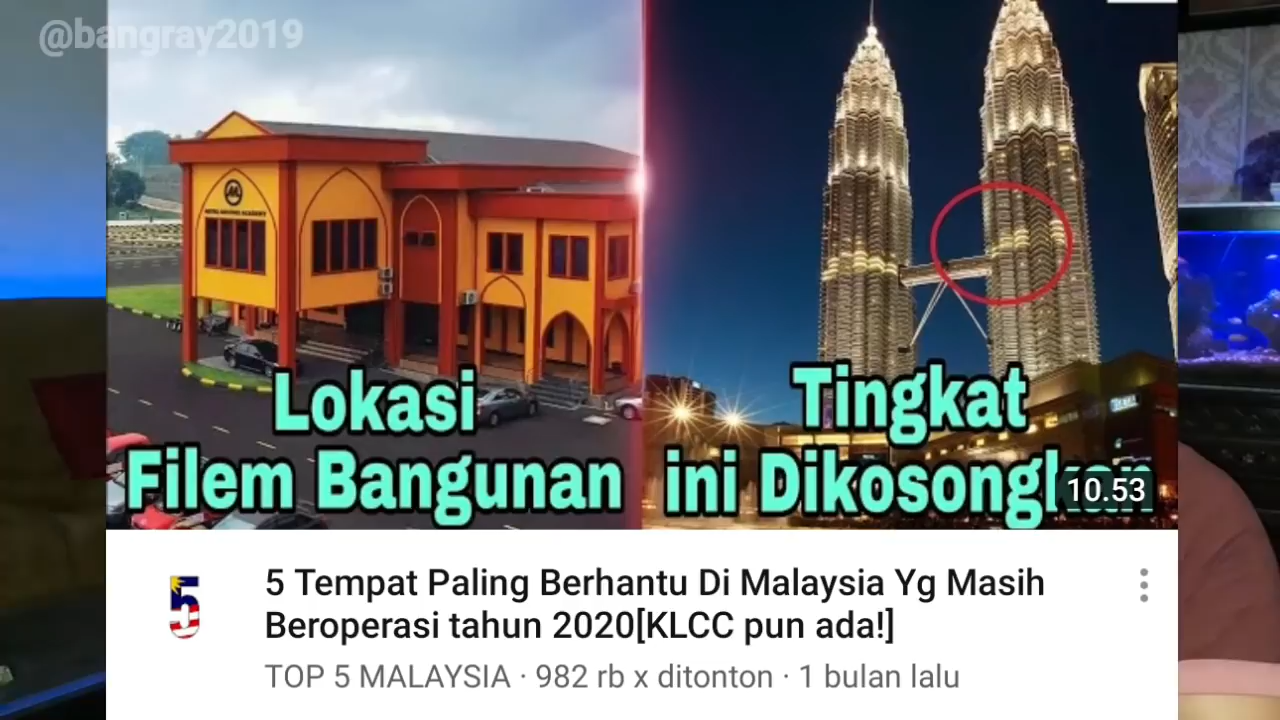 @bangray2019
Lokasi
Filem Bangunan
Tingkat
ini Dikosongkan
10.53
5
5 Tempat Paling Berhantu Di Malaysia Yg Masih
Beroperasi tahun 2020[KLCC pun ada!]
TOP 5 MALAYSIA · 982 rb x ditonton · 1 bulan lalu